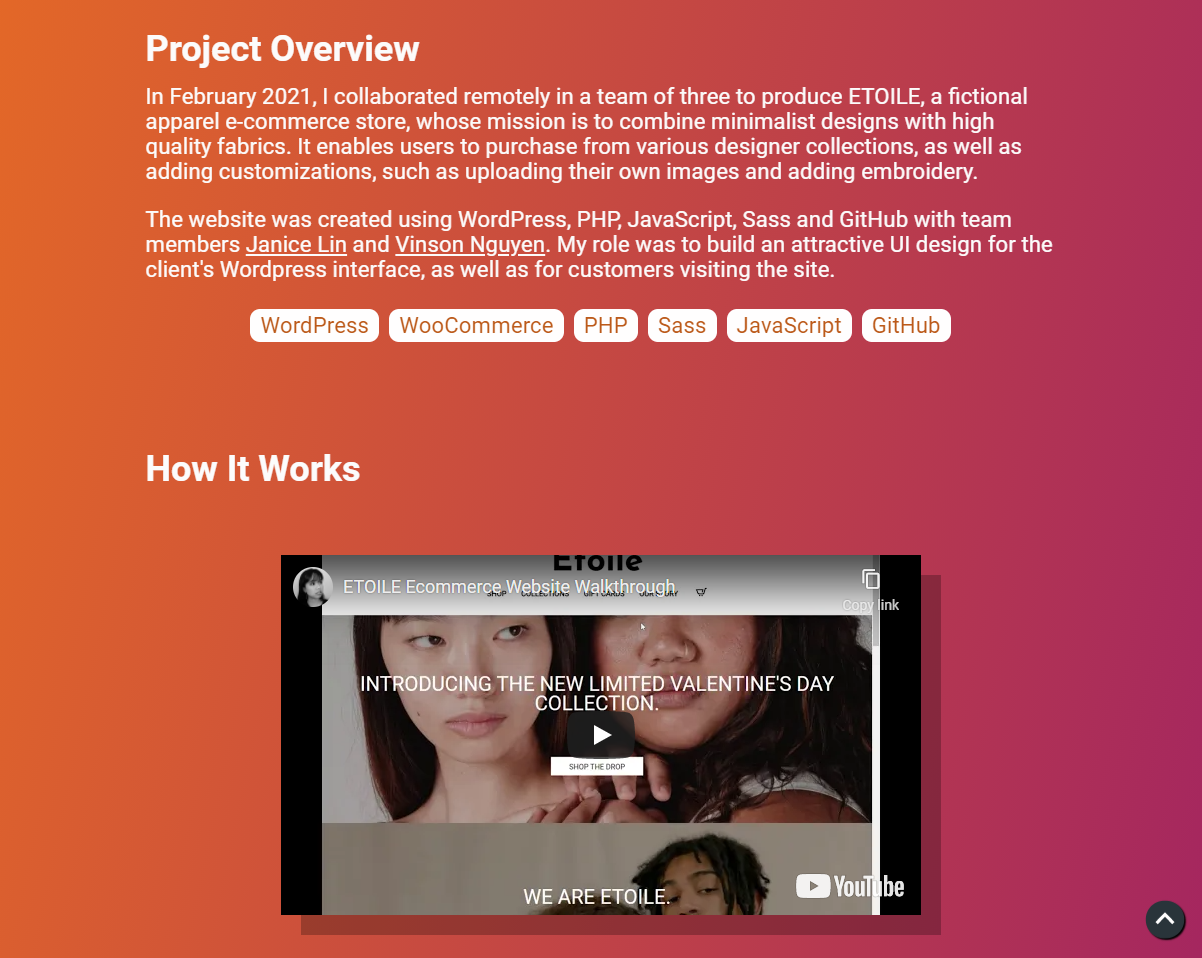 Project Overview
In February 2021, I collaborated remotely in a team of three to produce ETOILE, a fictional
apparel e-commerce store, whose mission is to combine minimalist designs with high
quality fabrics. It enables users to purchase from various designer collections, as well as
adding customizations, such as uploading their own images and adding embroidery.
The website was created using WordPress, PHP, JavaScript, Sass and GitHub with team
members Janice Lin and Vinson Nguyen. My role was to build an attractive UI design for the
client's Wordpress interface, as well as for customers visiting the site.
WordPress WooCommerce PHP Sass JavaScript GitHub
How It Works
Etoile
ETOILE Ecommerce Website Walkthrough
SHOP COLLECTIONS GIFT CARDS OUR STORY
Copy link
INTRODUCING THE NEW LIMITED VALENTINE'S DAY
COLLECTION.
SHOP THE DROP
WE ARE ETOILE.
YouTube